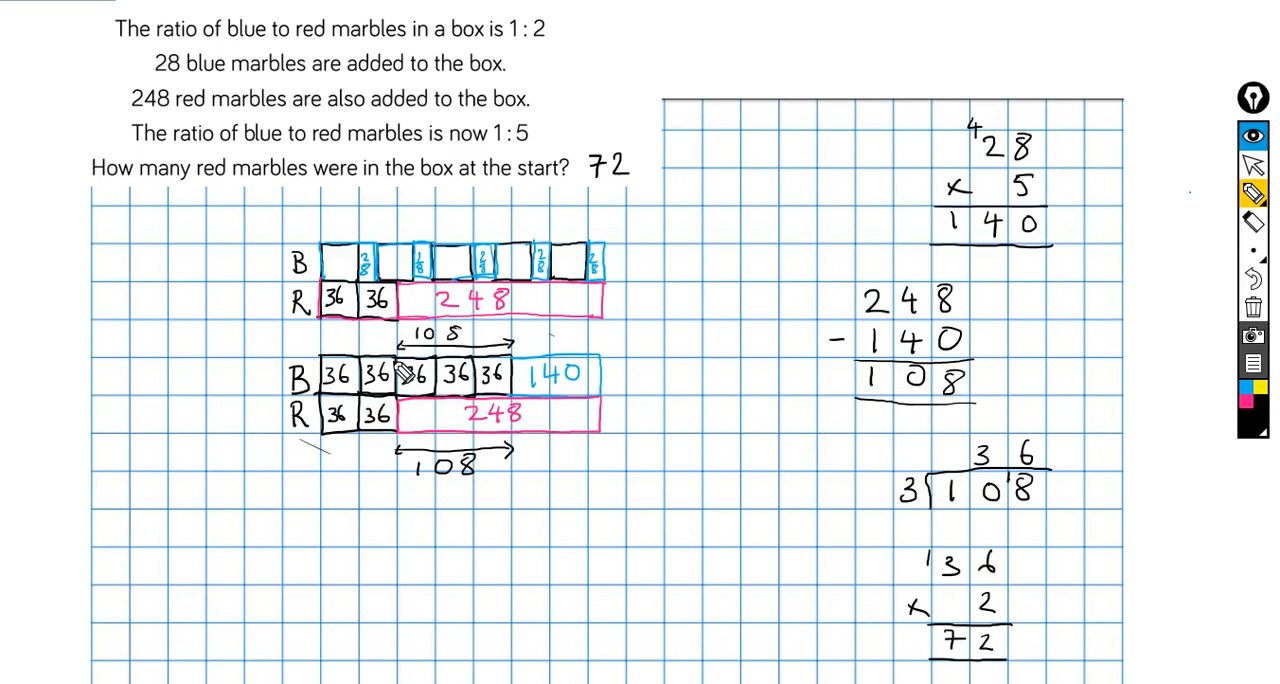 The ratio of blue to red marbles in a box is 1 : 2
28 blue marbles are added to the box.
248 red marbles are also added to the box.
The ratio of blue to red marbles is now 1 : 5
How many red marbles were in the box at the start? 72
B 28 28 28 28 28
R 36 36 248
108
B 36 36 36 36 36 140
R 36 36 248
108
4
28
× 5
140
248
- 140
108
36
3 10 1 8
1 36
× 2
72